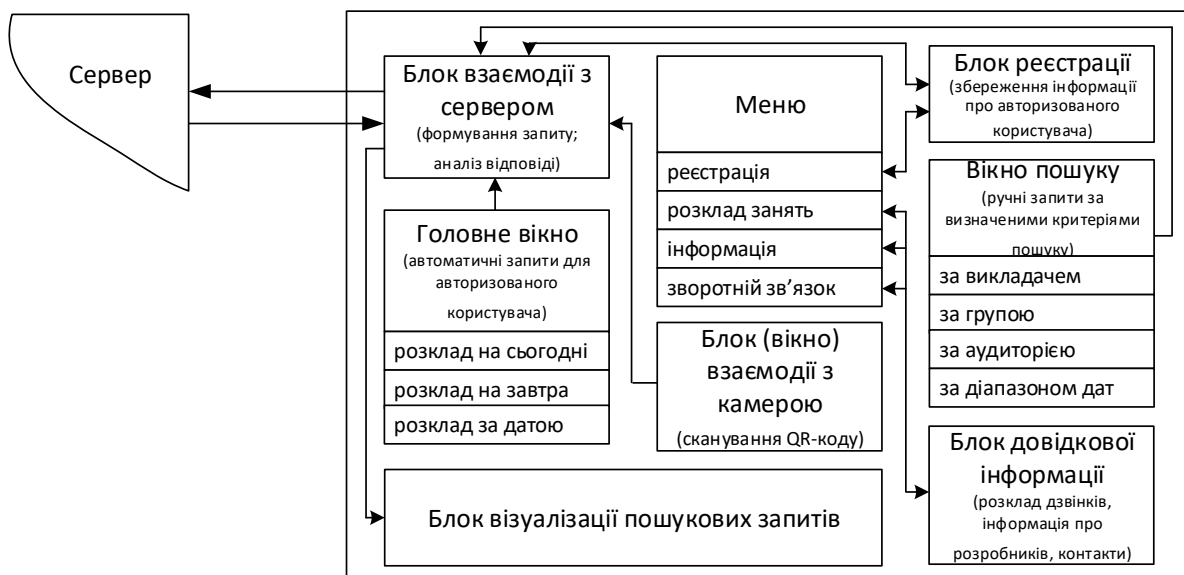 Сервер
Блок взаємодії з
сервером
(формування запиту;
аналіз відповіді)
Головне вікно
(автоматичні запити для
авторизованого
користувача)
розклад на сьогодні
розклад на завтра
розклад за датою
Меню
реєстрація
розклад занять
інформація
зворотній зв’язок
Блок (вікно)
взаємодії з
камерою
(сканування QR-коду)
Блок реєстрації
(збереження інформації
про авторизованого
користувача)
Вікно пошуку
(ручні запити за
визначеними критеріями
пошуку)
за викладачем
за групою
за аудиторією
за діапазоном дат
Блок довідкової
інформації
(розклад дзвінків,
інформація про
розробників, контакти)
Блок візуалізації пошукових запитів